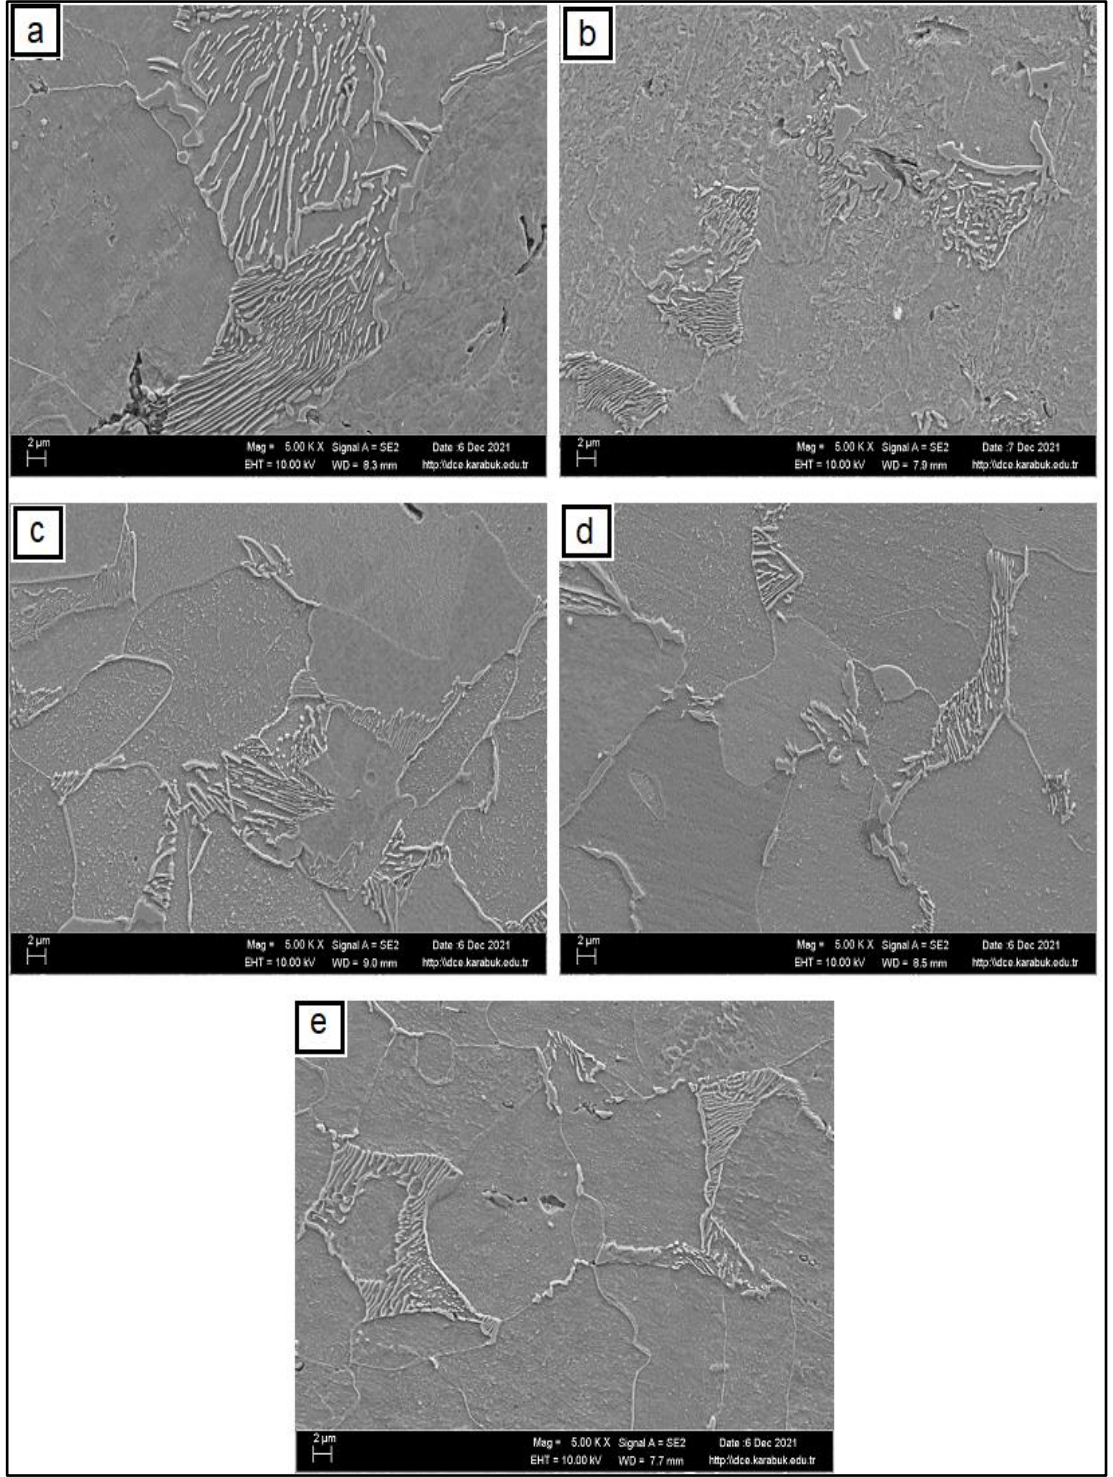 a
2 µm
Mag = 5.00 K X Signal A = SE2 Date :6 Dec 2021
EHT = 10.00 kV WD = 8.3 mm http:\\dce.karabuk.edu.tr
b
2 µm
Mag = 5.00 K X Signal A = SE2 Date :7 Dec 2021
EHT = 10.00 kV WD = 7.9 mm http:\\dce.karabuk.edu.tr
c
2 µm
Mag = 5.00 K X Signal A = SE2 Date :6 Dec 2021
EHT = 10.00 kV WD = 9.0 mm http:\\dce.karabuk.edu.tr
d
2 µm
Mag = 5.00 K X Signal A = SE2 Date :6 Dec 2021
EHT = 10.00 kV WD = 8.5 mm http:\\dce.karabuk.edu.tr
e
2 µm
Mag = 5.00 K X Signal A = SE2 Date :6 Dec 2021
EHT = 10.00 kV WD = 7.7 mm http:\\dce.karabuk.edu.tr